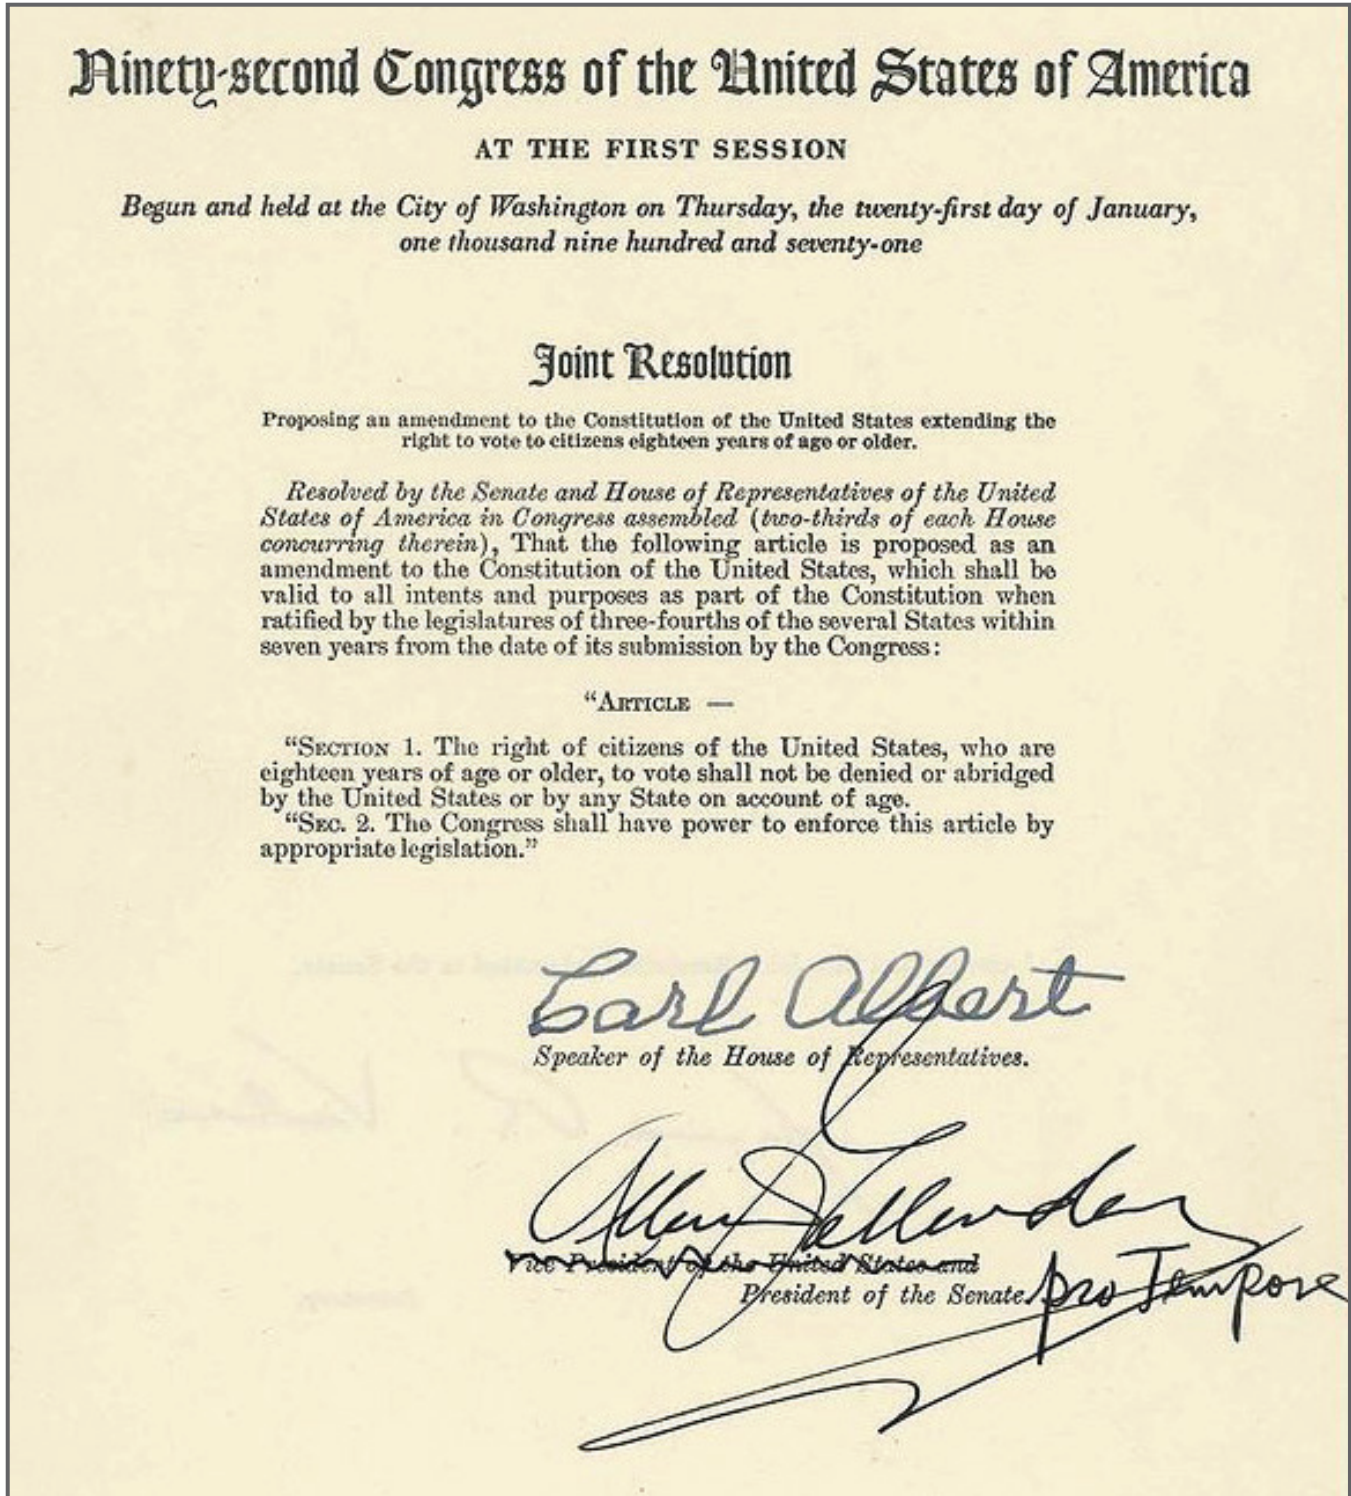 Ninety-second Congress of the United States of America
AT THE FIRST SESSION
Begun and held at the City of Washington on Thursday, the twenty-first day of January,
one thousand nine hundred and seventy-one
Joint Resolution
Proposing an amendment to the Constitution of the United States extending the
right to vote to citizens eighteen years of age or older.
Resolved by the Senate and House of Representatives of the United
States of America in Congress assembled (two-thirds of each House
concurring therein), That the following article is proposed as an
amendment to the Constitution of the United States, which shall be
valid to all intents and purposes as part of the Constitution when
ratified by the legislatures of three-fourths of the several States within
seven years from the date of its submission by the Congress:
"ARTICLE —
"SECTION 1. The right of citizens of the United States, who are
eighteen years of age or older, to vote shall not be denied or abridged
by the United States or by any State on account of age.
"SEC. 2. The Congress shall have power to enforce this article by
appropriate legislation."
Carl Albert
Speaker of the House of Representatives.
Allen J Ellender
Vice President of the United States and
President of the Senate. pro Tempore